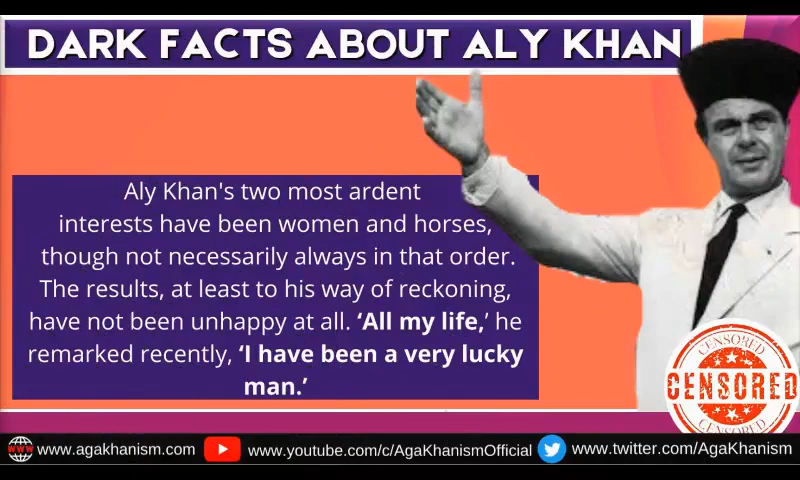 DARK FACTS ABOUT ALY KHAN
Aly Khan's two most ardent
interests have been women and horses,
though not necessarily always in that order.
The results, at least to his way of reckoning,
have not been unhappy at all. ‘All my life,’ he
remarked recently, ‘I have been a very lucky
man.’
CENSORED
CENSORED
CENSORED
www.agakhanism.com
www.youtube.com/c/AgaKhanismOfficial
www.twitter.com/AgaKhanism
WWW